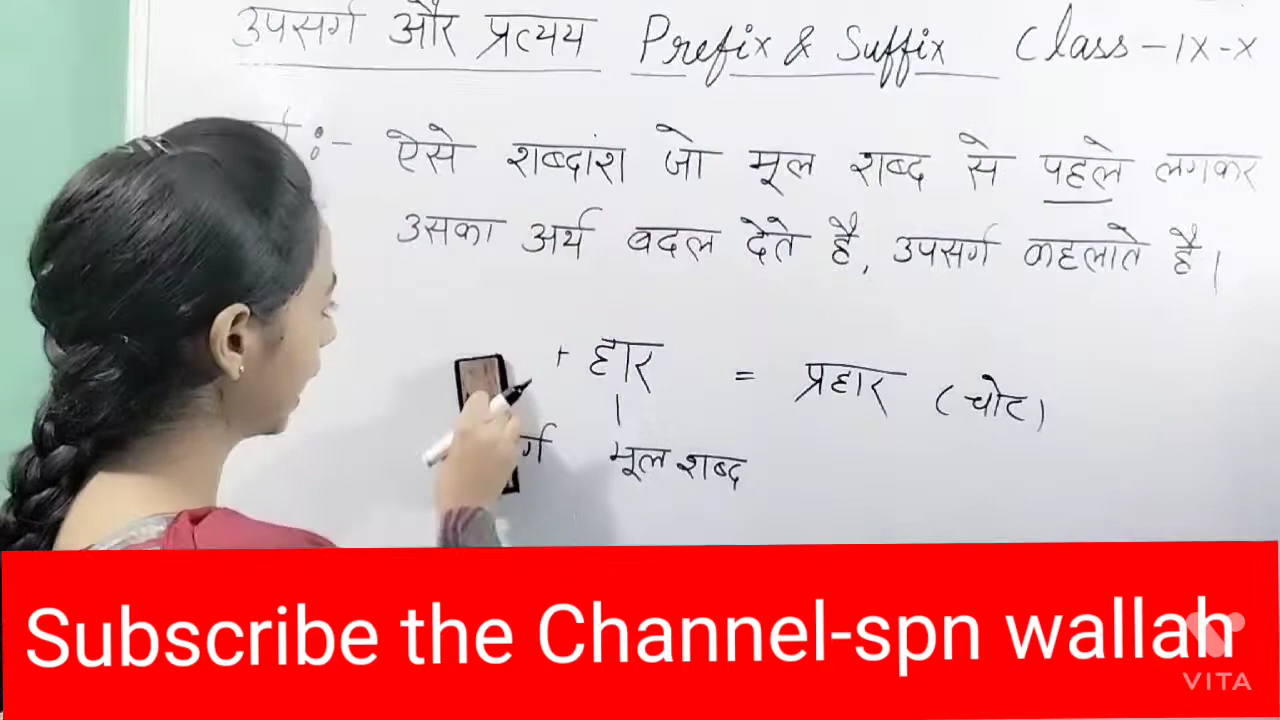 उपसर्ग और प्रत्यय Prefix & Suffix Class - IX - X
:- ऐसे शब्दांश जो मूल शब्द से पहले लगकर
उसका अर्थ बदल देते है, उपसर्ग कहलाते है।
+ हार = प्रहार (चोट)
र्ग मूल शब्द
Subscribe the Channel-spn wallah
VITA